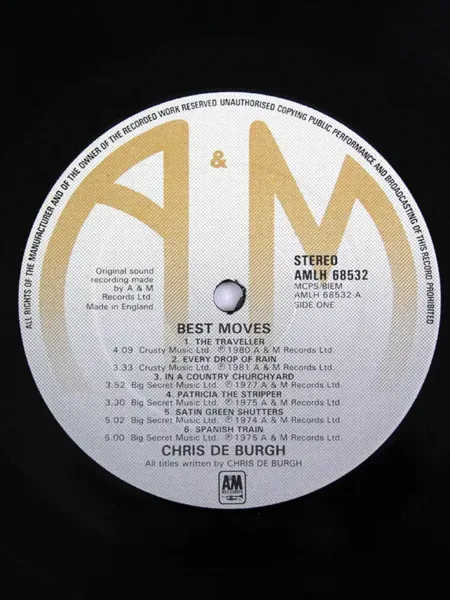 ALL RIGHTS OF THE MANUFACTURER AND OF THE OWNER OF THE RECORDED WORK RESERVED UNAUTHORISED COPYING PUBLIC PERFORMANCE AND BROADCASTING OF THIS RECORD PROHIBITED
A & M
Original sound
recording made
by A & M
Records Ltd.
Made in England
STEREO
AMLH 68532
MCPS/BIEM
AMLH 68532 A
SIDE ONE
BEST MOVES
1. THE TRAVELLER
4.09 Crusty Music Ltd. ℗ 1980 A & M Records Ltd.
2. EVERY DROP OF RAIN
3.33 Crusty Music Ltd. ℗ 1981 A & M Records Ltd.
3. IN A COUNTRY CHURCHYARD
3.52 Big Secret Music Ltd. ℗ 1977 A & M Records Ltd.
4. PATRICIA THE STRIPPER
3.30 Big Secret Music Ltd. ℗ 1975 A & M Records Ltd.
5. SATIN GREEN SHUTTERS
5.02 Big Secret Music Ltd. ℗ 1974 A & M Records Ltd.
6. SPANISH TRAIN
5.00 Big Secret Music Ltd. ℗ 1975 A & M Records Ltd.
CHRIS DE BURGH
All titles written by CHRIS DE BURGH
AM
RECORDS